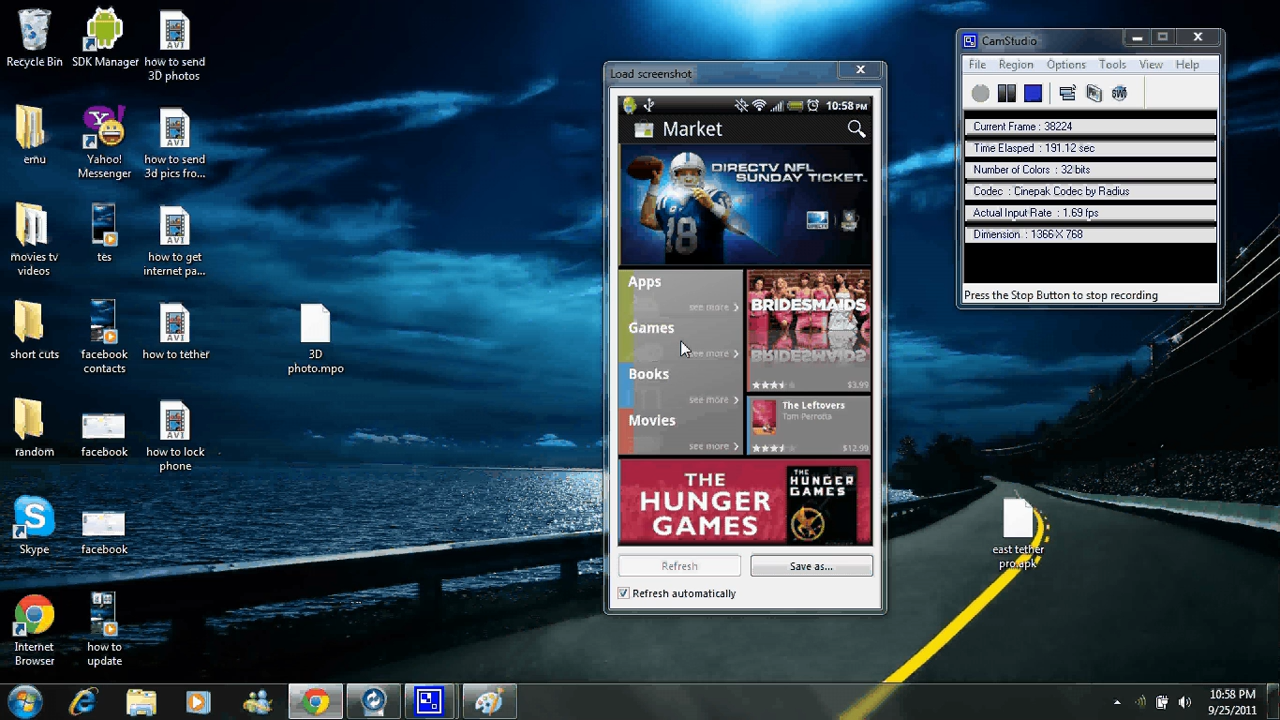 Recycle Bin
SDK Manager
how to send
3D photos
emu
Yahoo!
Messenger
how to send
3d pics fro...
movies tv
videos
tes
how to get
internet pa...
short cuts
facebook
contacts
how to tether
3D
photo.mpo
random
facebook
how to lock
phone
Skype
facebook
Internet
Browser
how to
update
AVI
AVI
AVI
AVI
AVI
Load screenshot
10:58 PM
Market
DIRECTV NFL
SUNDAY TICKET
18
Apps
see more
Games
see more
Books
see more
Movies
see more
BRIDESMAIDS
$3.99
The Leftovers
Tom Perrotta
$12.99
THE
HUNGER
GAMES
THE
HUNGER
GAMES
Refresh
Save as...
Refresh automatically
CamStudio
File Region Options Tools View Help
Current Frame : 38224
Time Elasped : 191.12 sec
Number of Colors : 32 bits
Codec : Cinepak Codec by Radius
Actual Input Rate : 1.69 fps
Dimension : 1366 X 768
Press the Stop Button to stop recording
east tether
pro.apk
10:58 PM
9/25/2011